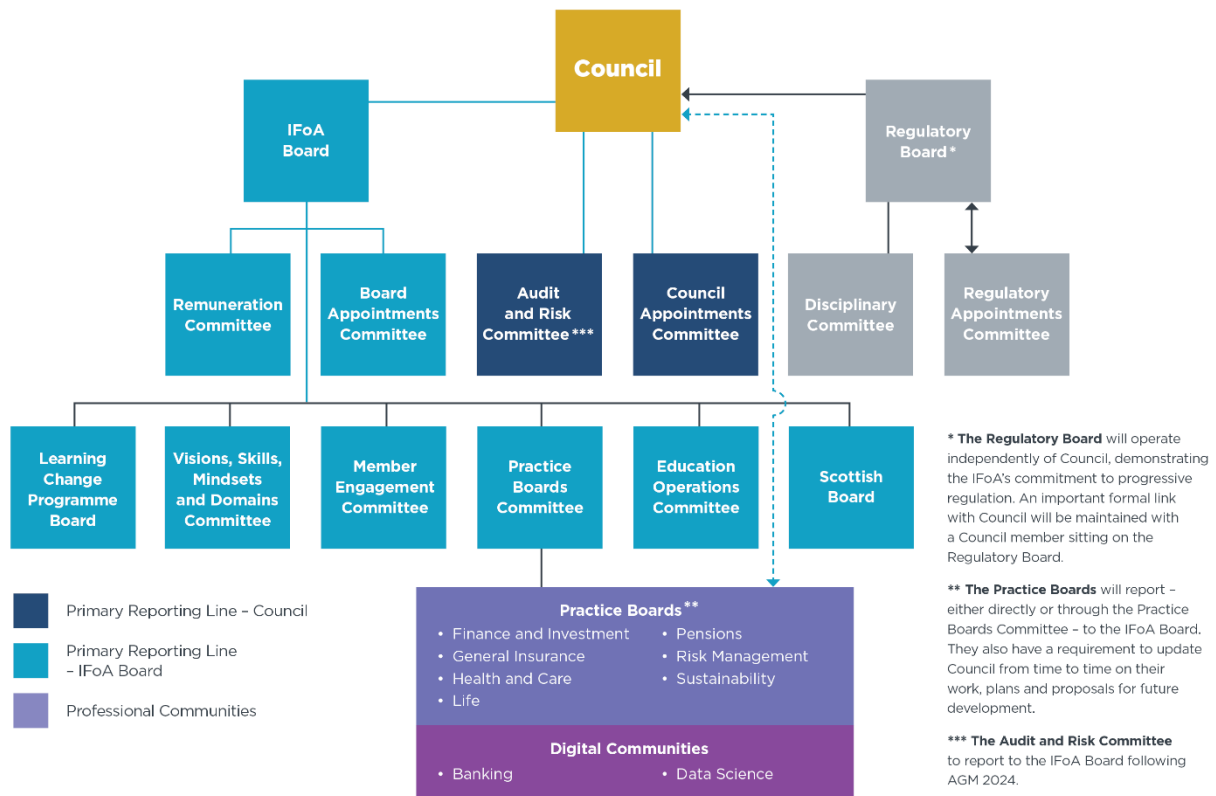 Council
IFoA
Board
Regulatory
Board *
Remuneration
Committee
Board
Appointments
Committee
Audit
and Risk
Committee ***
Council
Appointments
Committee
Disciplinary
Committee
Regulatory
Appointments
Committee
Learning
Change
Programme
Board
Visions, Skills,
Mindsets
and Domains
Committee
Member
Engagement
Committee
Practice
Boards
Committee
Education
Operations
Committee
Scottish
Board
Primary Reporting Line – Council
Primary Reporting Line
– IFoA Board
Professional Communities
Practice Boards**
• Finance and Investment
• General Insurance
• Health and Care
• Life
• Pensions
• Risk Management
• Sustainability
Digital Communities
• Banking
• Data Science
* The Regulatory Board will operate
independently of Council, demonstrating
the IFoA's commitment to progressive
regulation. An important formal link
with Council will be maintained with
a Council member sitting on the
Regulatory Board.
** The Practice Boards will report –
either directly or through the Practice
Boards Committee – to the IFoA Board.
They also have a requirement to update
Council from time to time on their
work, plans and proposals for future
development.
*** The Audit and Risk Committee
to report to the IFoA Board following
AGM 2024.